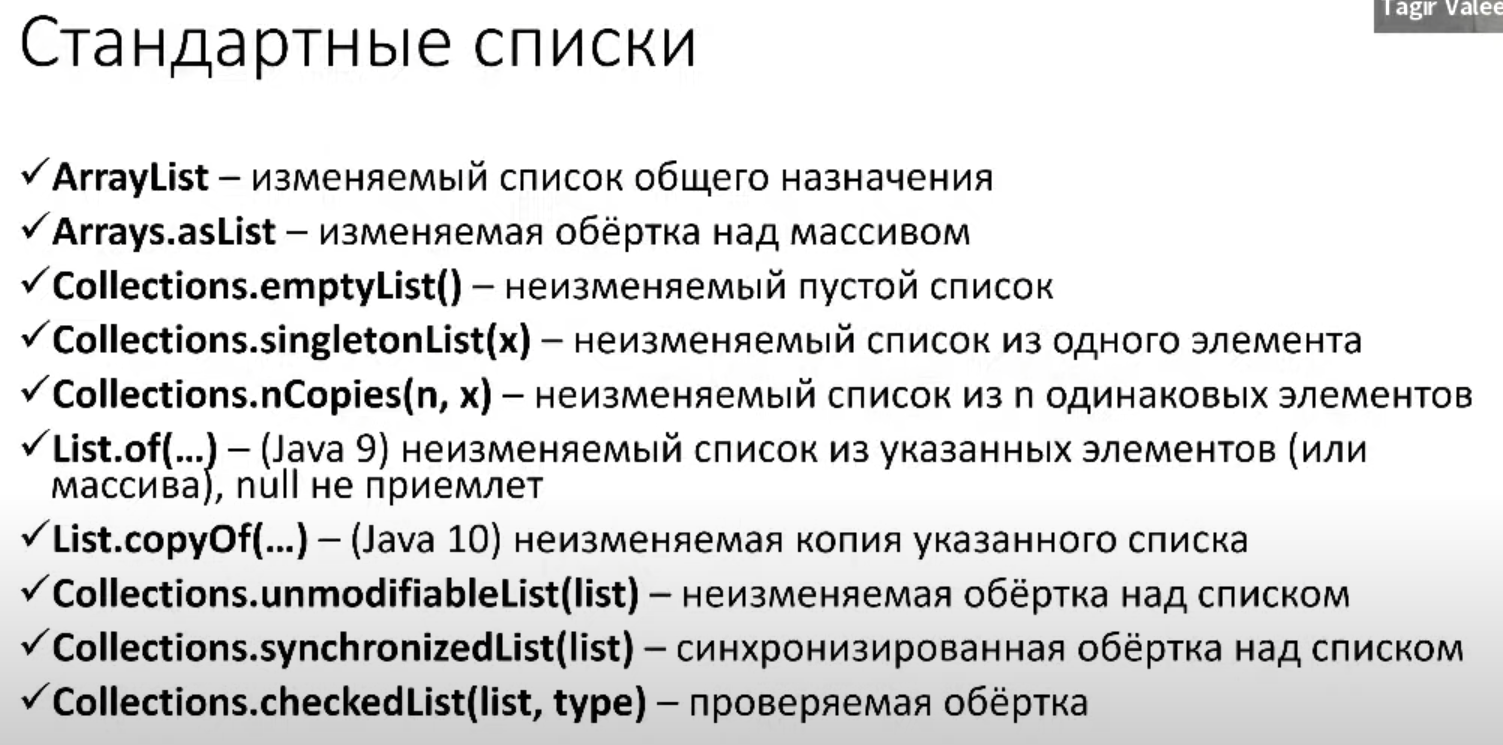 Tagir Valee
Стандартные списки
✓ArrayList – изменяемый список общего назначения
✓Arrays.asList – изменяемая обёртка над массивом
✓Collections.emptyList() – неизменяемый пустой список
✓Collections.singletonList(x) – неизменяемый список из одного элемента
✓Collections.nCopies(n, x) – неизменяемый список из n одинаковых элементов
✓List.of(...) – (Java 9) неизменяемый список из указанных элементов (или
массива), null не приемлет
✓List.copyOf(...) – (Java 10) неизменяемая копия указанного списка
✓Collections.unmodifiableList(list) – неизменяемая обёртка над списком
✓Collections.synchronizedList(list) – синхронизированная обёртка над списком
✓Collections.checkedList(list, type) – проверяемая обёртка